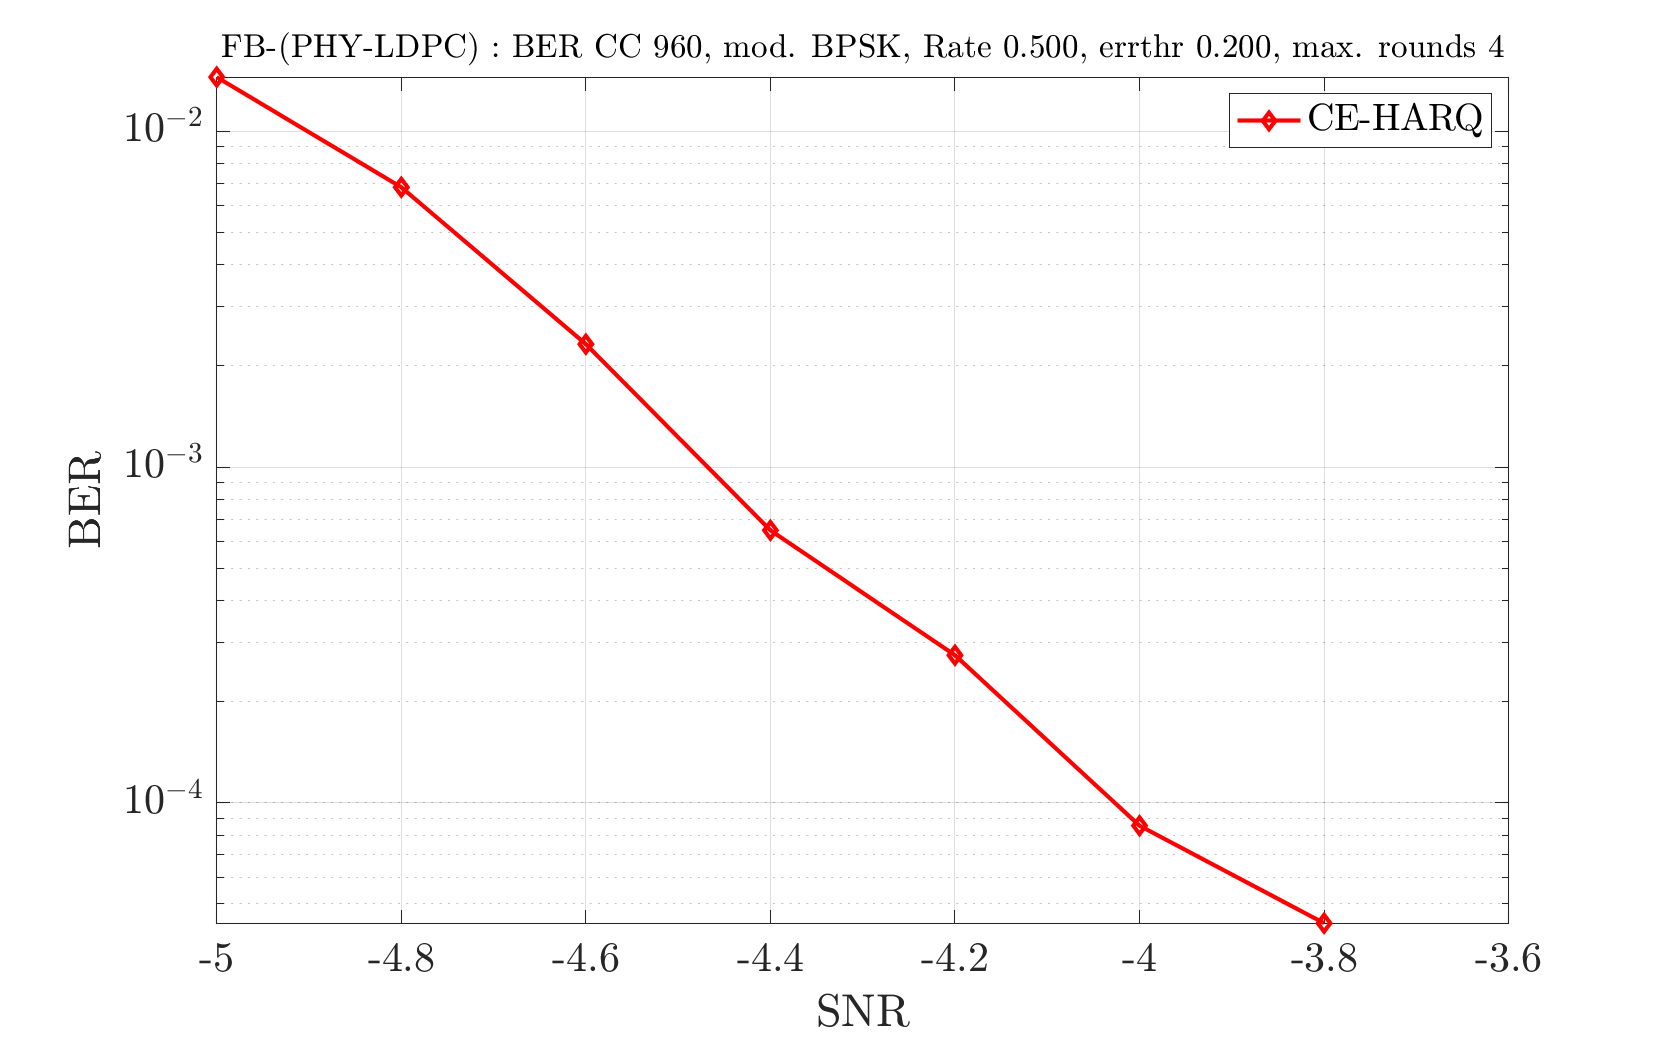 FB-(PHY-LDPC) : BER CC 960, mod. BPSK, Rate 0.500, errthr 0.200, max. rounds 4
CE-HARQ
10^{-2}
10^{-3}
10^{-4}
BER
-5 -4.8 -4.6 -4.4 -4.2 -4 -3.8 -3.6
SNR